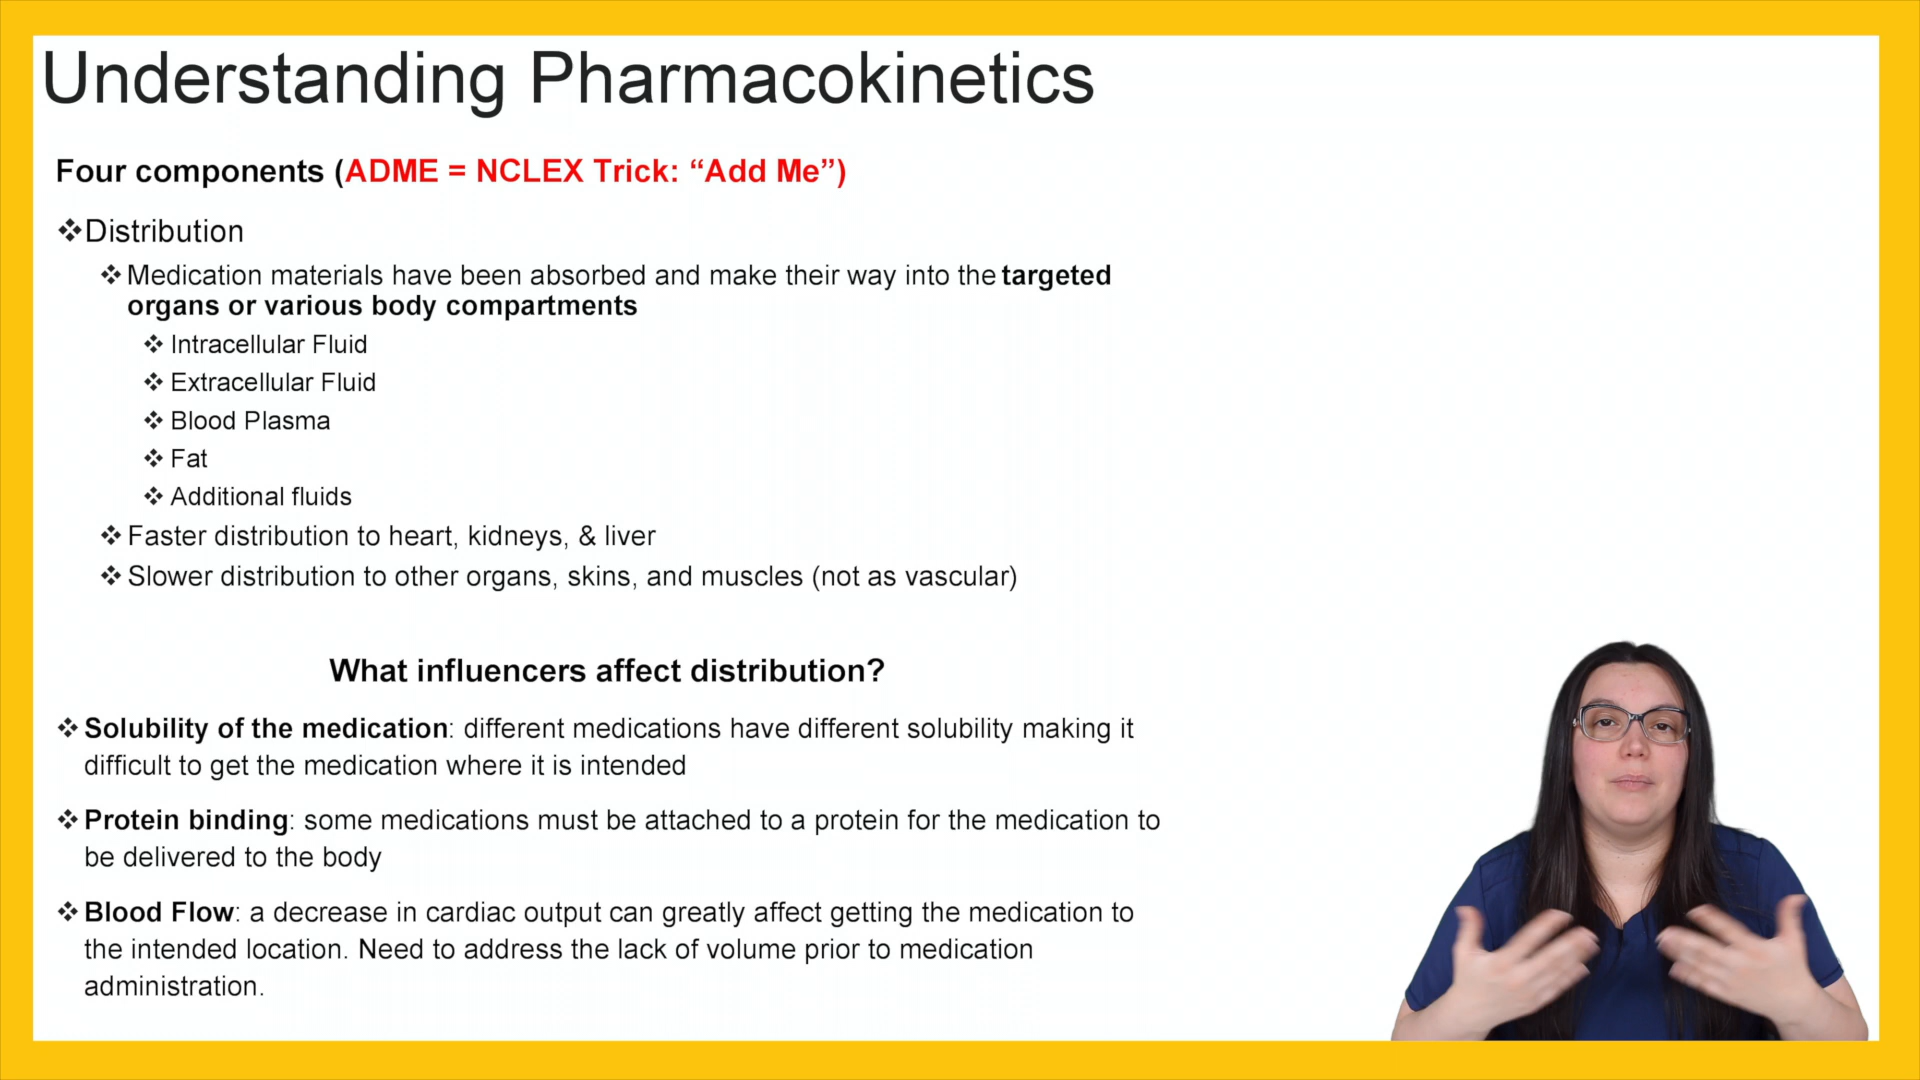 Understanding Pharmacokinetics
Four components (ADME = NCLEX Trick: “Add Me”)
❖Distribution
❖Medication materials have been absorbed and make their way into the targeted
organs or various body compartments
❖Intracellular Fluid
❖Extracellular Fluid
❖Blood Plasma
❖Fat
❖Additional fluids
❖Faster distribution to heart, kidneys, & liver
❖Slower distribution to other organs, skins, and muscles (not as vascular)
What influencers affect distribution?
❖Solubility of the medication: different medications have different solubility making it
difficult to get the medication where it is intended
❖Protein binding: some medications must be attached to a protein for the medication to
be delivered to the body
❖Blood Flow: a decrease in cardiac output can greatly affect getting the medication to
the intended location. Need to address the lack of volume prior to medication
administration.